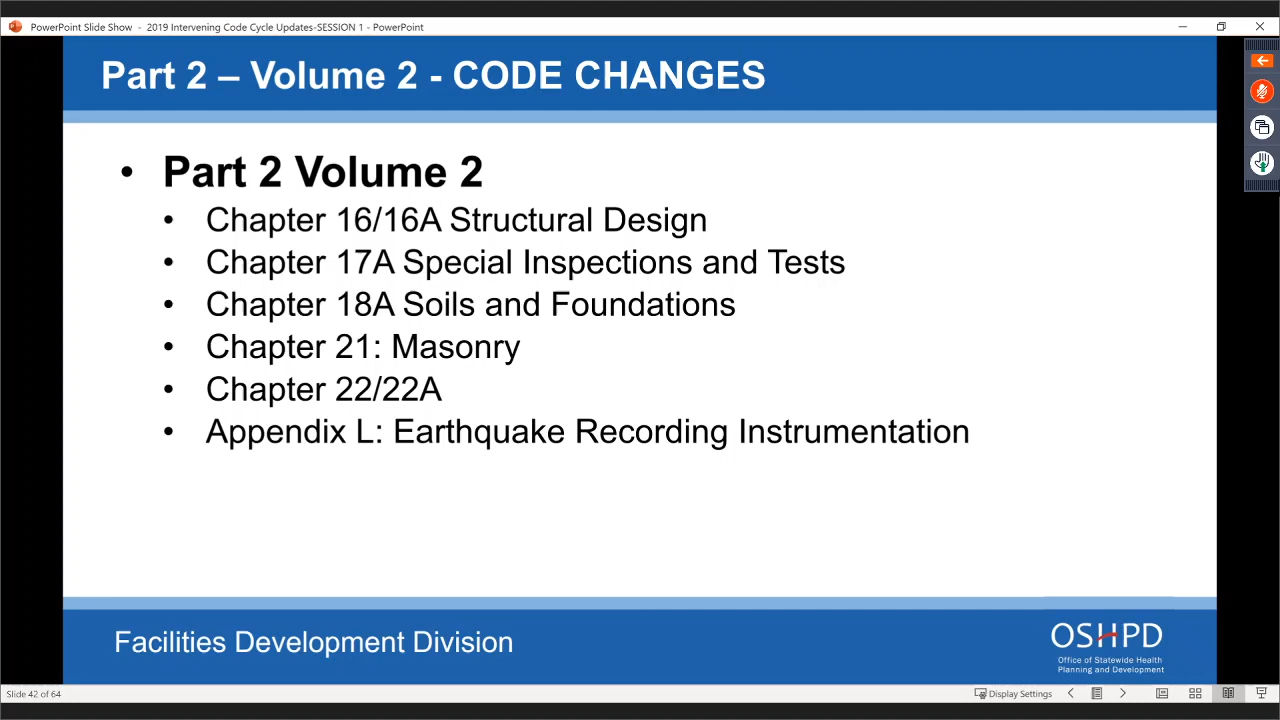 PowerPoint Slide Show - 2019 Intervening Code Cycle Updates-SESSION 1 - PowerPoint
Part 2 – Volume 2 - CODE CHANGES
• Part 2 Volume 2
• Chapter 16/16A Structural Design
• Chapter 17A Special Inspections and Tests
• Chapter 18A Soils and Foundations
• Chapter 21: Masonry
• Chapter 22/22A
• Appendix L: Earthquake Recording Instrumentation
Facilities Development Division
OSHPD
Office of Statewide Health
Planning and Development
Slide 42 of 64
Display Settings